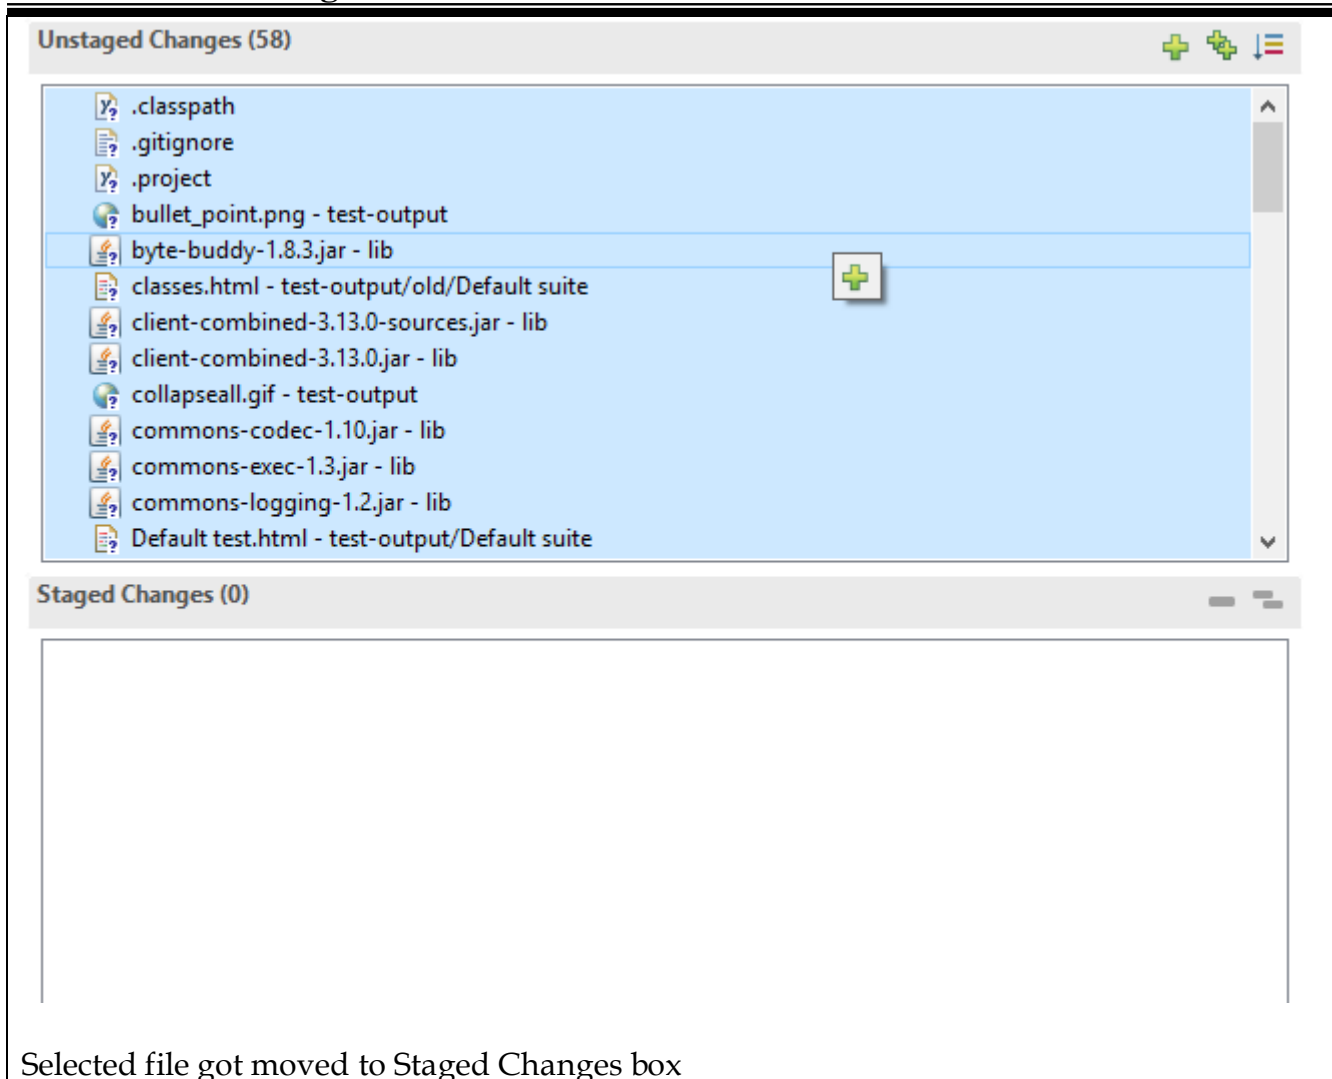 Unstaged Changes (58)
.classpath
.gitignore
.project
bullet_point.png - test-output
byte-buddy-1.8.3.jar - lib
classes.html - test-output/old/Default suite
client-combined-3.13.0-sources.jar - lib
client-combined-3.13.0.jar - lib
collapseall.gif - test-output
commons-codec-1.10.jar - lib
commons-exec-1.3.jar - lib
commons-logging-1.2.jar - lib
Default test.html - test-output/Default suite
Staged Changes (0)
Selected file got moved to Staged Changes box